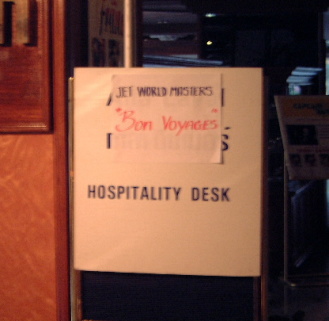 JET WORLD MASTERS
"Bon Voyages"
HOSPITALITY DESK